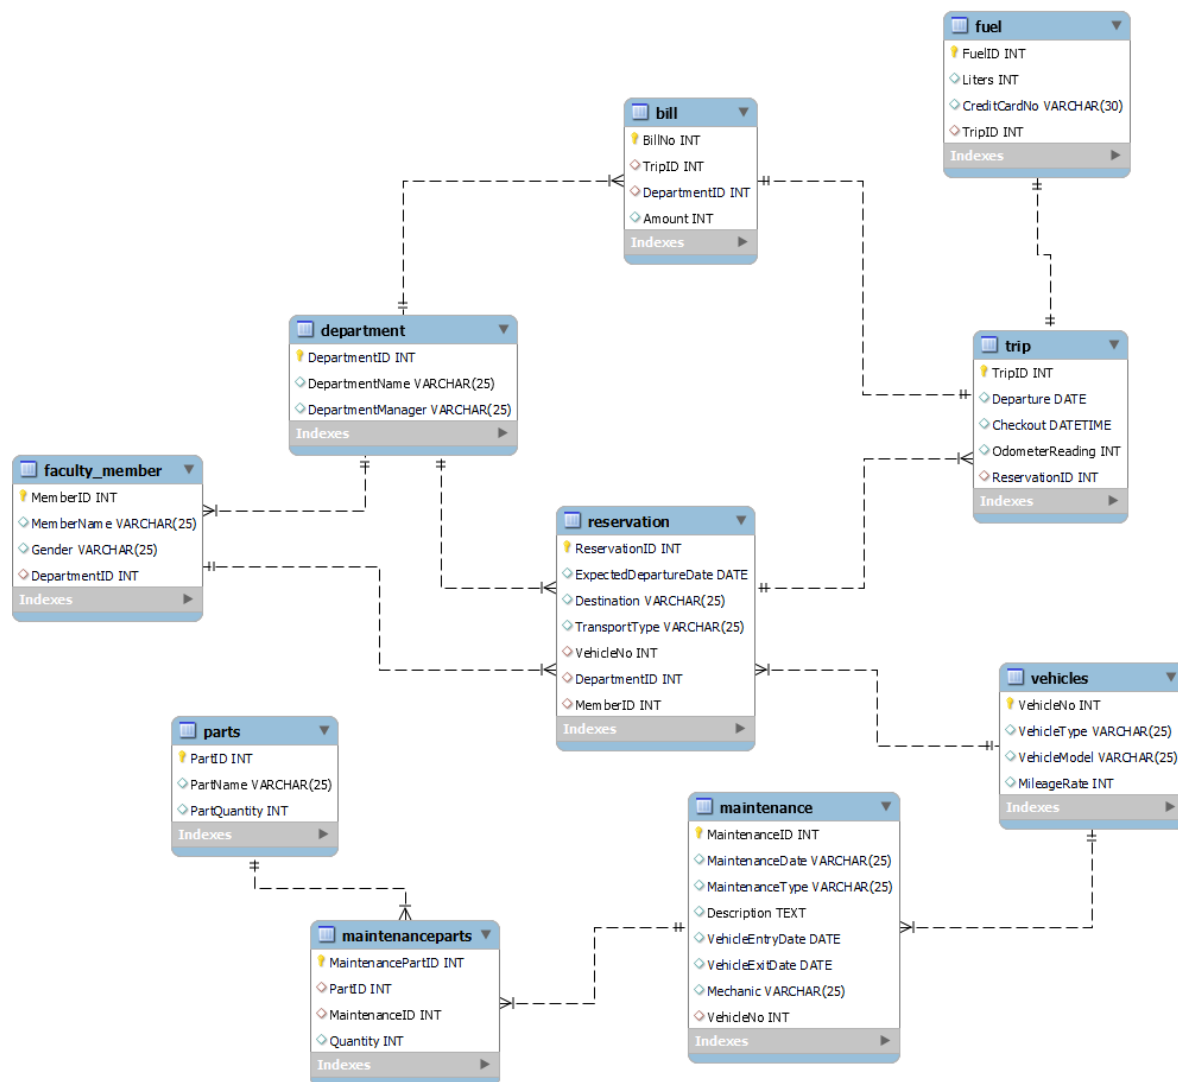 fuel
FuelID INT
Liters INT
CreditCardNo VARCHAR(30)
TripID INT
Indexes
bill
BillNo INT
TripID INT
DepartmentID INT
Amount INT
Indexes
department
DepartmentID INT
DepartmentName VARCHAR(25)
DepartmentManager VARCHAR(25)
Indexes
trip
TripID INT
Departure DATE
Checkout DATETIME
OdometerReading INT
ReservationID INT
Indexes
faculty_member
MemberID INT
MemberName VARCHAR(25)
Gender VARCHAR(25)
DepartmentID INT
Indexes
reservation
ReservationID INT
ExpectedDepartureDate DATE
Destination VARCHAR(25)
TransportType VARCHAR(25)
VehicleNo INT
DepartmentID INT
MemberID INT
Indexes
vehicles
VehicleNo INT
VehicleType VARCHAR(25)
VehicleModel VARCHAR(25)
MileageRate INT
Indexes
parts
PartID INT
PartName VARCHAR(25)
PartQuantity INT
Indexes
maintenance
MaintenanceID INT
MaintenanceDate VARCHAR(25)
MaintenanceType VARCHAR(25)
Description TEXT
VehicleEntryDate DATE
VehicleExitDate DATE
Mechanic VARCHAR(25)
VehicleNo INT
Indexes
maintenanceparts
MaintenancePartID INT
PartID INT
MaintenanceID INT
Quantity INT
Indexes